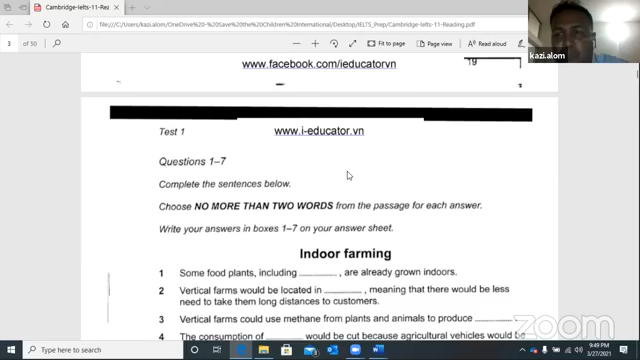 Cambridge-Ielts-11-Reading.pdf
file:///C:/Users/kazi.alom/OneDrive%20-%20Save%20the%20Children%20International/Desktop/IELTS_Prep/Cambridge-Ielts-11-Reading.pdf
3 of 50
Fit to page
Page view
Read aloud
kazi.alom
www.facebook.com/ieducatorvn
19
Test 1
www.i-educator.vn
Questions 1–7
Complete the sentences below.
Choose NO MORE THAN TWO WORDS from the passage for each answer.
Write your answers in boxes 1–7 on your answer sheet.
Indoor farming
1 Some food plants, including ________, are already grown indoors.
2 Vertical farms would be located in ________, meaning that there would be less
need to take them long distances to customers.
3 Vertical farms could use methane from plants and animals to produce ________.
4 The consumption of ________ would be cut because agricultural vehicles would be
zoom
Type here to search
9:49 PM
3/27/2021